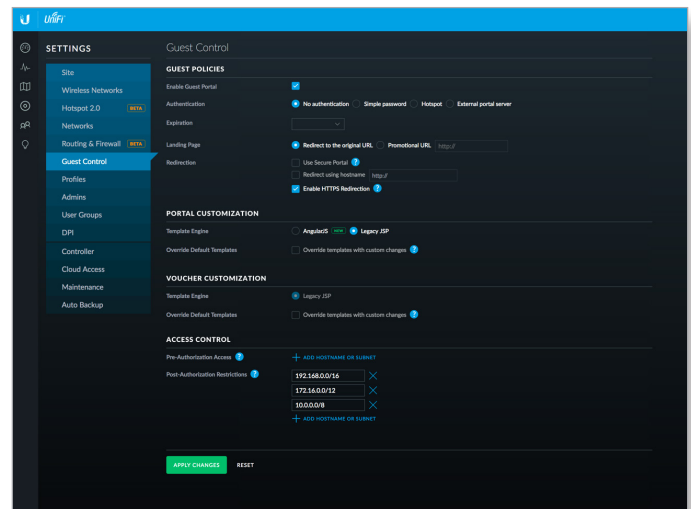 U UniFi
SETTINGS
Site
Wireless Networks
Hotspot 2.0 BETA
Networks
Routing & Firewall BETA
Guest Control
Profiles
Admins
User Groups
DPI
Controller
Cloud Access
Maintenance
Auto Backup
Guest Control
GUEST POLICIES
Enable Guest Portal
Authentication No authentication Simple password Hotspot External portal server
Expiration
Landing Page Redirect to the original URL Promotional URL http://
Redirection Use Secure Portal ?
Redirect using hostname http://
Enable HTTPS Redirection ?
PORTAL CUSTOMIZATION
Template Engine AngularJS NEW Legacy JSP
Override Default Templates Override templates with custom changes ?
VOUCHER CUSTOMIZATION
Template Engine Legacy JSP
Override Default Templates Override templates with custom changes ?
ACCESS CONTROL
Pre-Authorization Access ? ADD HOSTNAME OR SUBNET
Post-Authorization Restrictions ? 192.168.0.0/16
172.16.0.0/12
10.0.0.0/8
ADD HOSTNAME OR SUBNET
APPLY CHANGES RESET